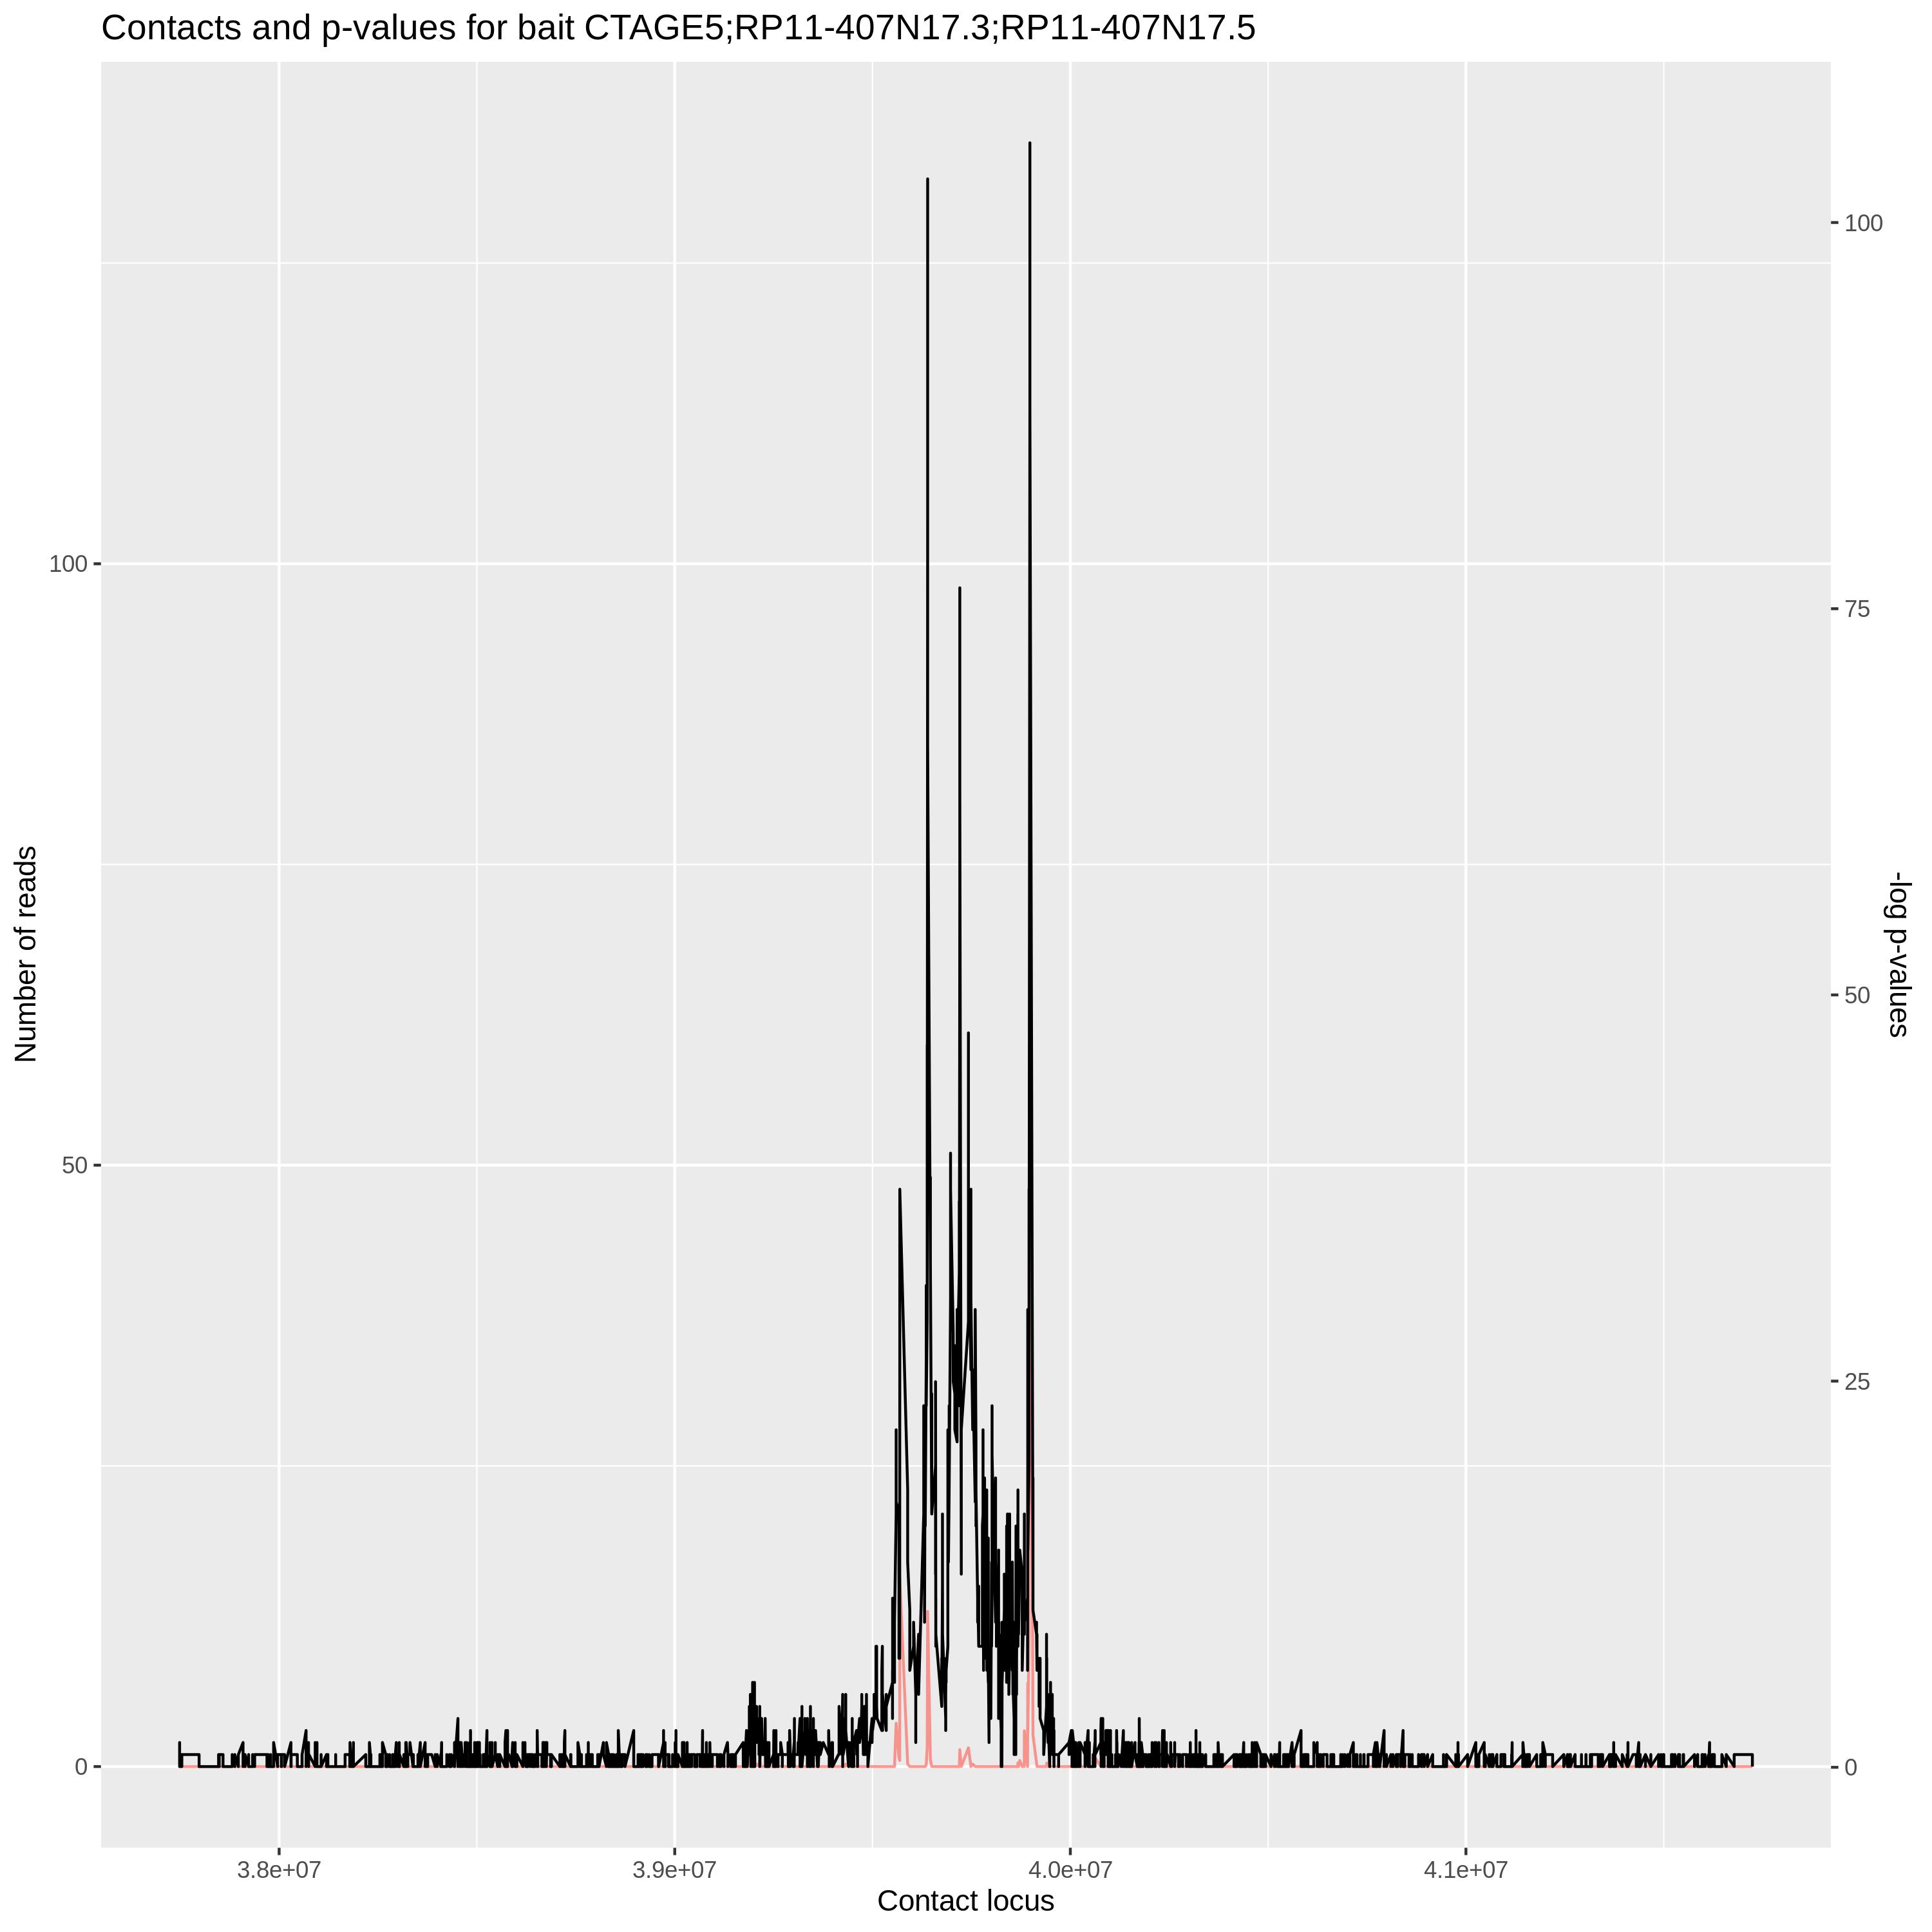 Contacts and p-values for bait CTAGE5;RP11-407N17.3;RP11-407N17.5
100
100
75
50
50
25
0
0
Number of reads
-log p-values
3.8e+07
3.9e+07
4.0e+07
4.1e+07
Contact locus